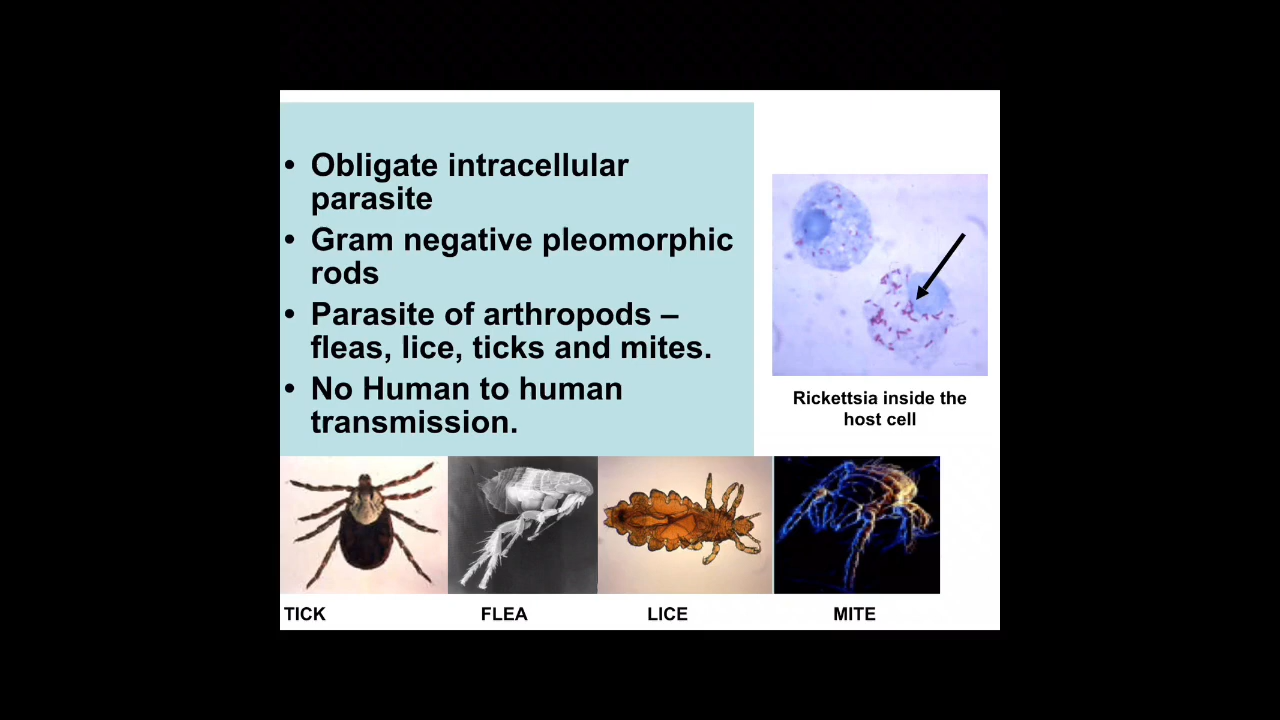 • Obligate intracellular
parasite
• Gram negative pleomorphic
rods
• Parasite of arthropods –
fleas, lice, ticks and mites.
• No Human to human
transmission.
Rickettsia inside the
host cell
TICK
FLEA
LICE
MITE